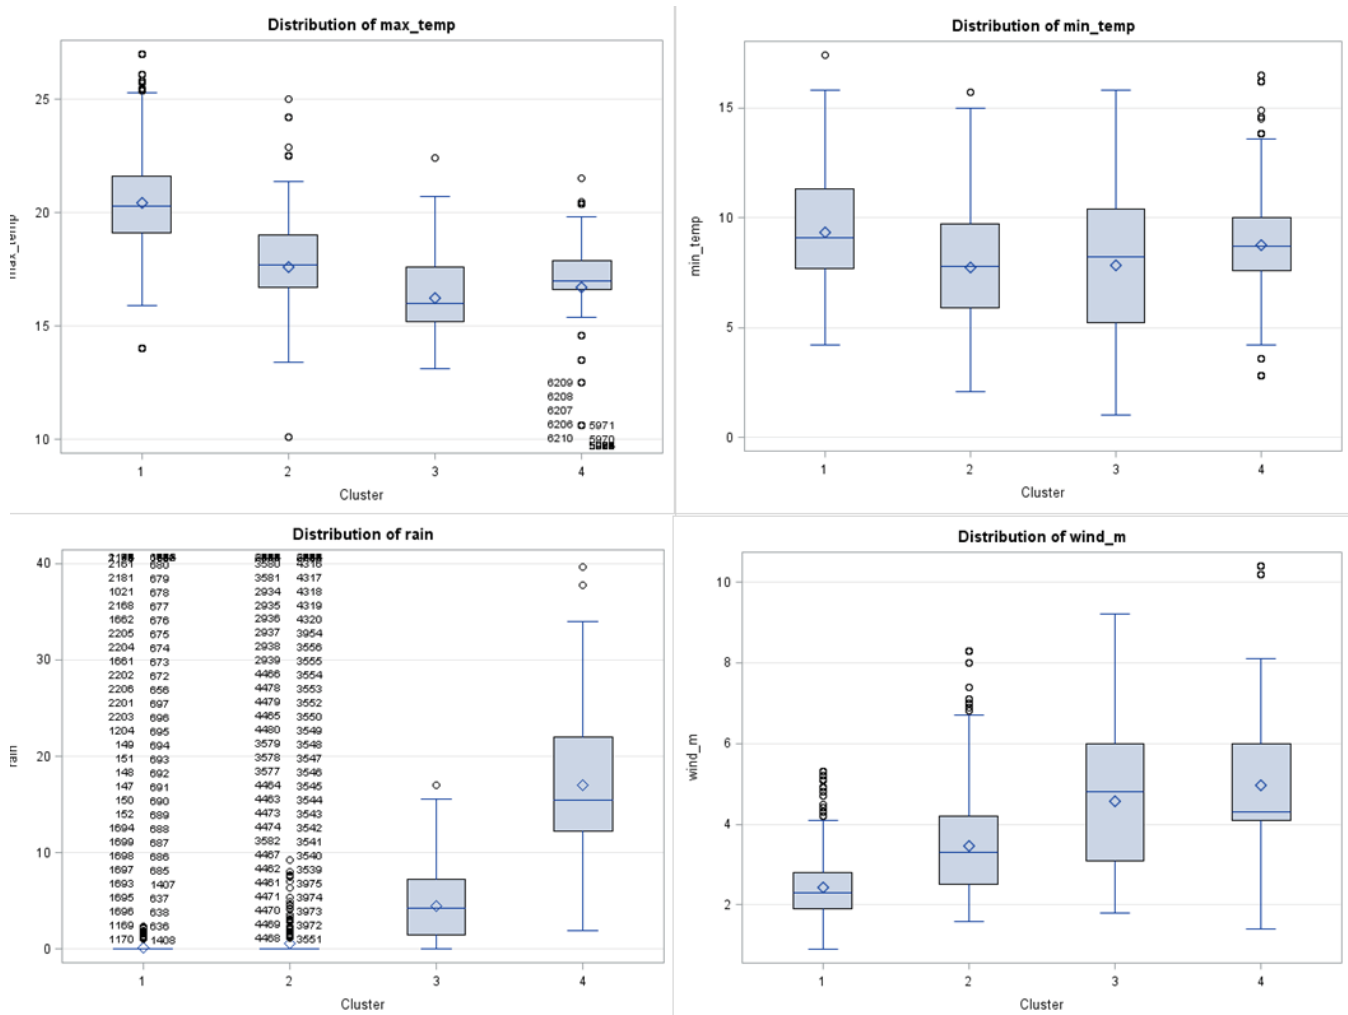 Distribution of max_temp
25
20
15
10
max_temp
6209
6208
6207
6206 5971
6210 5970
1 2 3 4
Cluster
Distribution of min_temp
15
10
5
0
min_temp
1 2 3 4
Cluster
Distribution of rain
40
30
20
10
0
rain
2161 680 3580 4316
2181 679 3581 4317
1021 678 2934 4318
2168 677 2935 4319
1662 676 2936 4320
2205 675 2937 3954
2204 674 2938 3556
1661 673 2939 3555
2202 672 4466 3554
2206 656 4478 3553
2201 697 4479 3552
2203 696 4465 3550
1204 695 4480 3549
149 694 3579 3548
151 693 3578 3547
148 692 3577 3546
147 691 4464 3545
150 690 4463 3544
152 689 4473 3543
1694 688 4474 3542
1699 687 3582 3541
1698 686 4467 3540
1697 685 4462 3539
1693 1407 4461 3975
1695 637 4471 3974
1696 638 4470 3973
1169 636 4469 3972
1170 1408 4468 3551
1 2 3 4
Cluster
Distribution of wind_m
10
8
6
4
2
wind_m
1 2 3 4
Cluster